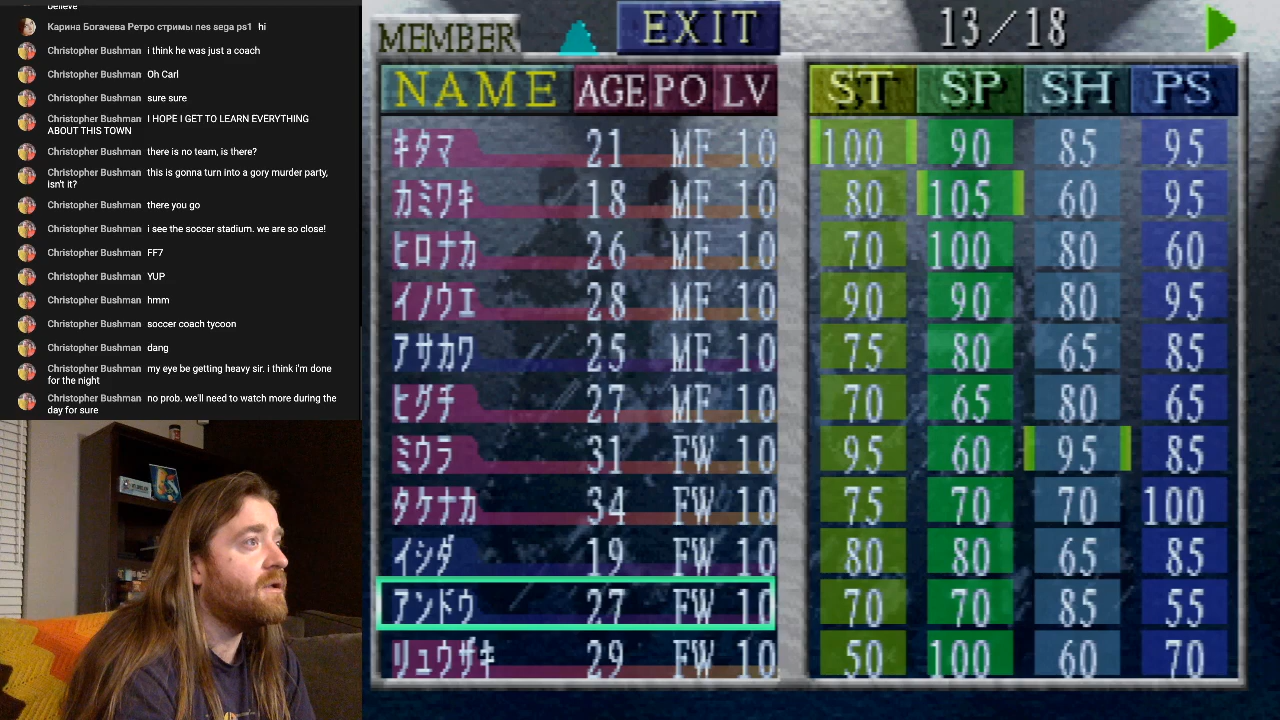 believe
Карина Богачева Ретро стримы nes sega ps1 hi
Christopher Bushman i think he was just a coach
Christopher Bushman Oh Carl
Christopher Bushman sure sure
Christopher Bushman I HOPE I GET TO LEARN EVERYTHING
ABOUT THIS TOWN
Christopher Bushman there is no team, is there?
Christopher Bushman this is gonna turn into a gory murder party,
isn't it?
Christopher Bushman there you go
Christopher Bushman i see the soccer stadium. we are so close!
Christopher Bushman FF7
Christopher Bushman YUP
Christopher Bushman hmm
Christopher Bushman soccer coach tycoon
Christopher Bushman dang
Christopher Bushman my eye be getting heavy sir. i think i'm done
for the night
Christopher Bushman no prob. we'll need to watch more during the
day for sure
MEMBER EXIT 13/18
NAME AGE PO LV ST SP SH PS
キタマ 21 MF 10 100 90 85 95
カミワキ 18 MF 10 80 105 60 95
ヒロナカ 26 MF 10 70 100 80 60
イノウエ 28 MF 10 90 90 80 95
アサカワ 25 MF 10 75 80 65 85
ヒグチ 27 MF 10 70 65 80 65
ミウラ 31 FW 10 95 60 95 85
タケナカ 34 FW 10 75 70 70 100
イシダ 19 FW 10 80 80 65 85
アンドウ 27 FW 10 70 70 85 55
リュウザキ 29 FW 10 50 100 60 70